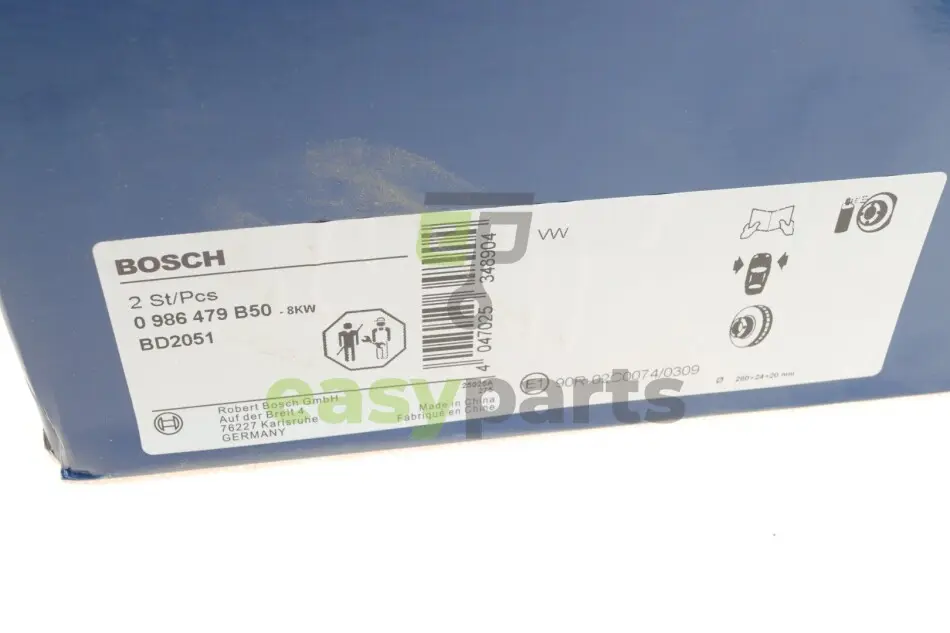 BOSCH
2 St/Pcs
0 986 479 B50 - 8KW
BD2051
Robert Bosch GmbH
Auf der Breit 4
76227 Karlsruhe
GERMANY
4 047025 348904
VW
Made in China
Fabriqué en Chine
E1 90R 02C0074/0309
easyparts